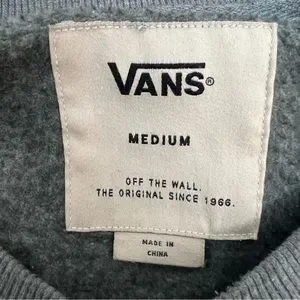 VANS®
MEDIUM
OFF THE WALL.
THE ORIGINAL SINCE 1966.
MADE IN
CHINA